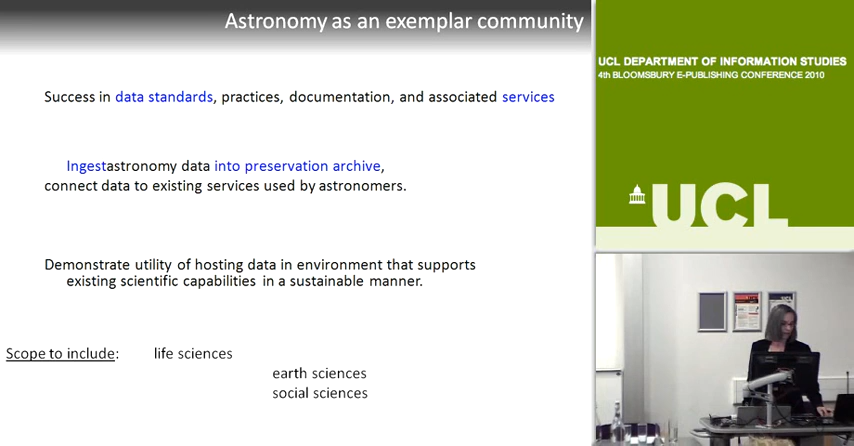 Astronomy as an exemplar community
Success in data standards, practices, documentation, and associated services
Ingestastronomy data into preservation archive,
connect data to existing services used by astronomers.
Demonstrate utility of hosting data in environment that supports
existing scientific capabilities in a sustainable manner.
Scope to include: life sciences
earth sciences
social sciences
UCL DEPARTMENT OF INFORMATION STUDIES
4th BLOOMSBURY E-PUBLISHING CONFERENCE 2010
UCL
UCL